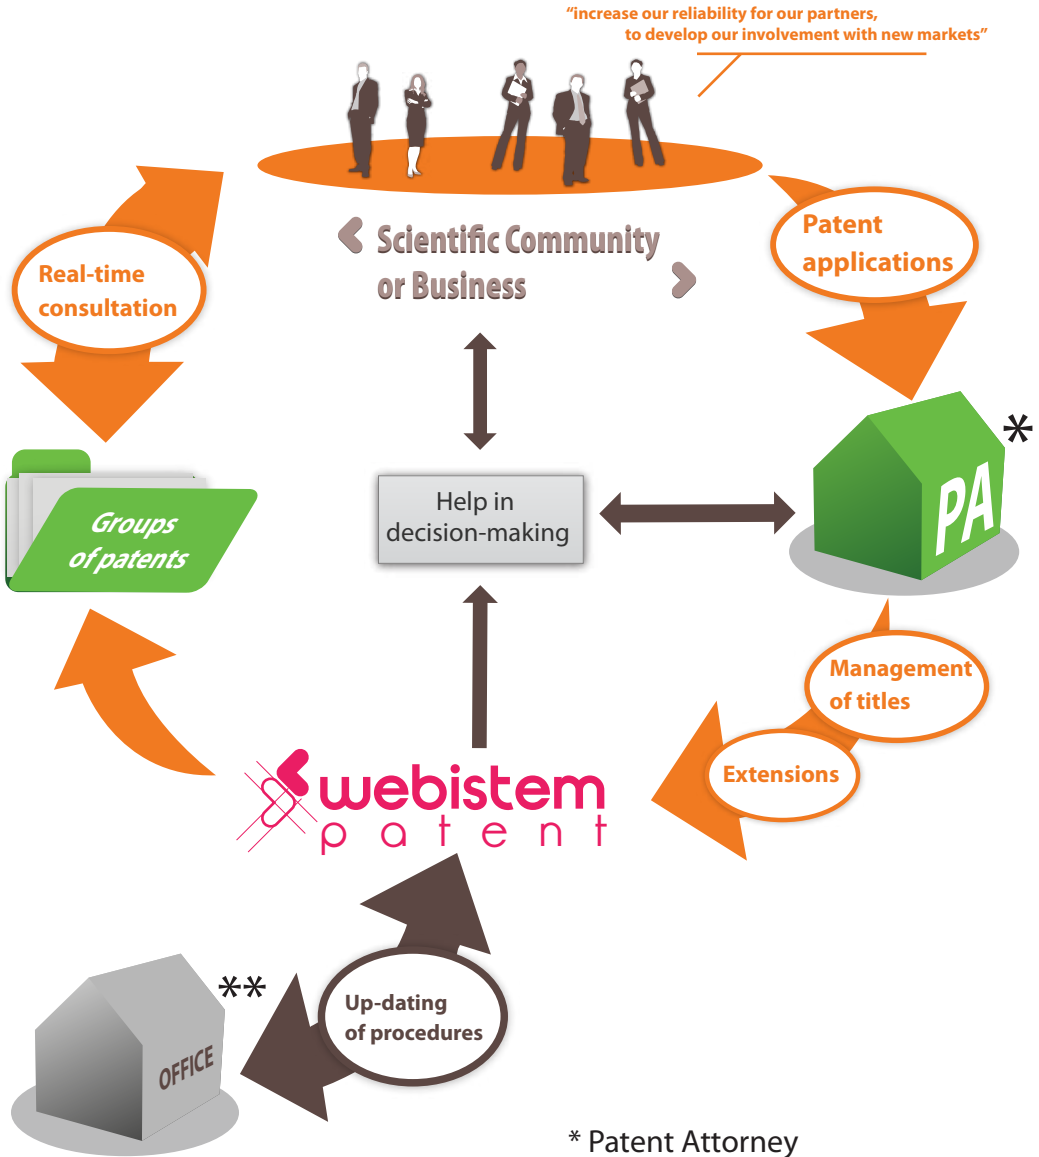 “increase our reliability for our partners,
to develop our involvement with new markets”
Scientific Community
or Business
Real-time
consultation
Patent
applications
*
PA
Groups
of patents
Help in
decision-making
Management
of titles
Extensions
webistem
patent
**
OFFICE
Up-dating
of procedures
* Patent Attorney